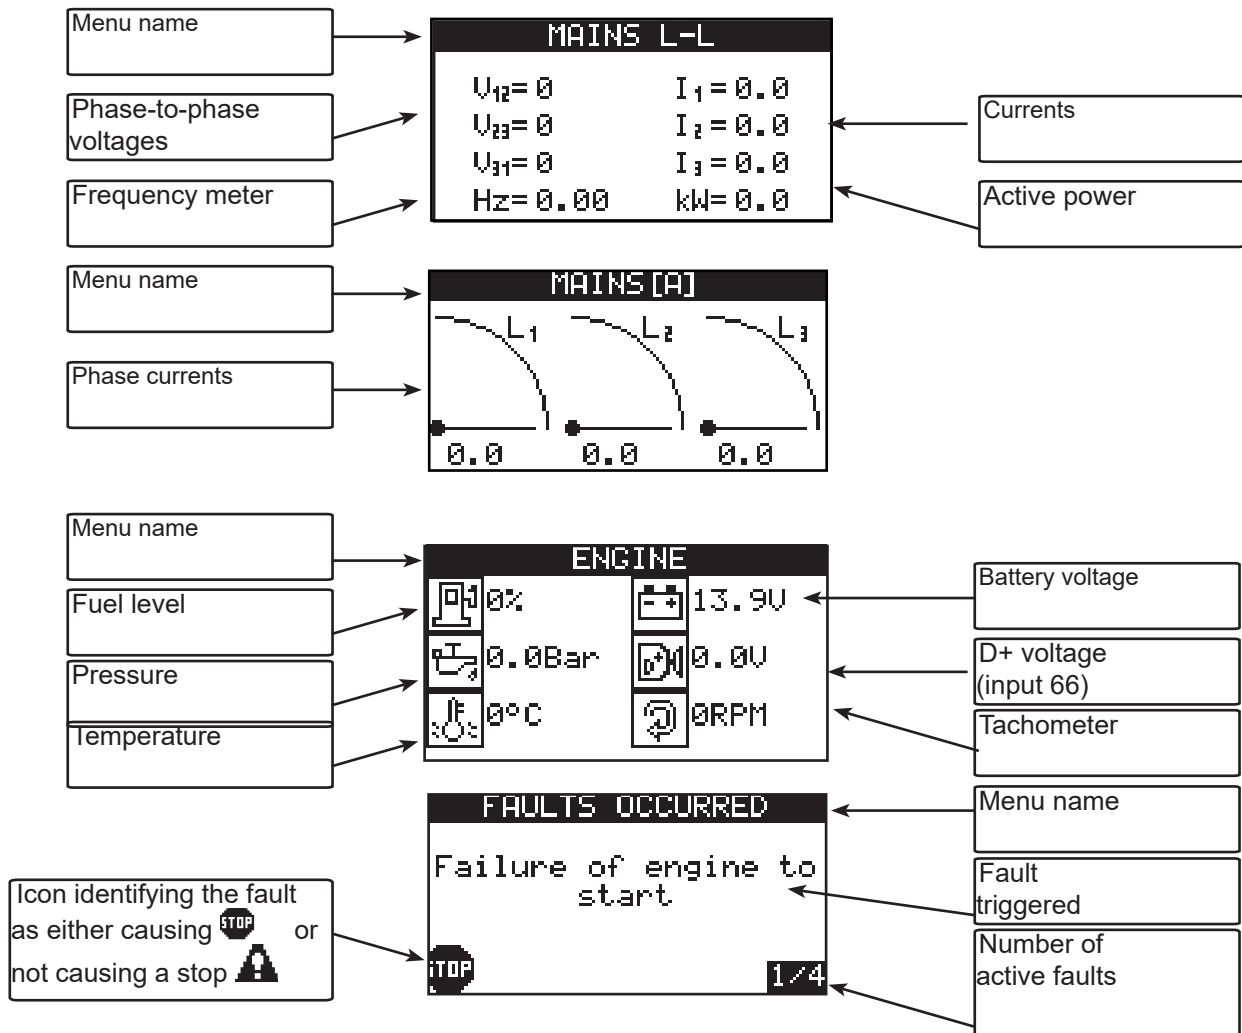 Menu name
Phase-to-phase
voltages
Frequency meter
MAINS L-L
V12= 0 I1 = 0.0
V23= 0 I2 = 0.0
V31= 0 I3 = 0.0
Hz= 0.00 kW= 0.0
Currents
Active power
Menu name
Phase currents
MAINS [A]
L1 L2 L3
0.0 0.0 0.0
Menu name
Fuel level
Pressure
Temperature
ENGINE
0% - + 13.9V
0.0Bar D+ 0.0V
0°C 0RPM
Battery voltage
D+ voltage
(input 66)
Tachometer
FAULTS OCCURRED
Failure of engine to
start
STOP
1/4
Menu name
Fault
triggered
Number of
active faults
Icon identifying the fault
as either causing STOP or
not causing a stop